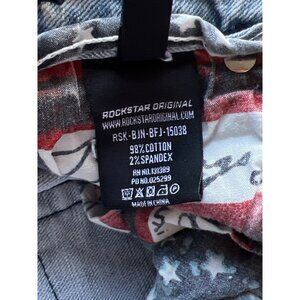 ROCKSTAR ORIGINAL
WWW.ROCKSTARORIGINAL.COM
RSK-BJN-BFJ-15038
98% COTTON
2% SPANDEX
RN NO.130389
PO NO.025299
MADE IN CHINA